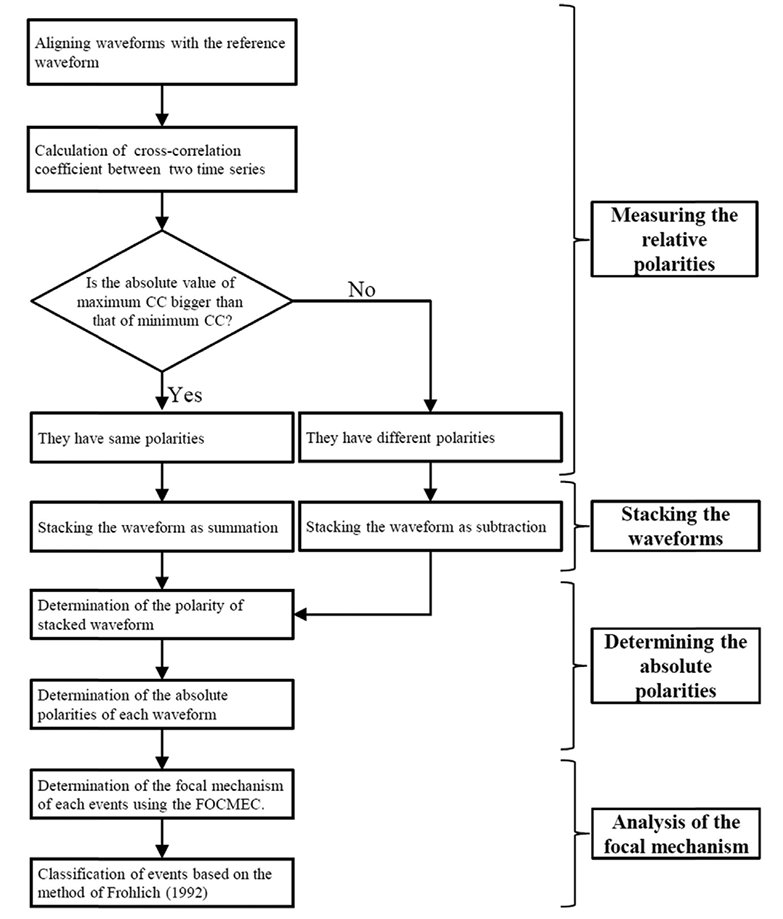 Aligning waveforms with the reference
waveform
Calculation of cross-correlation
coefficient between two time series
Measuring the
relative
polarities
Is the absolute value of
maximum CC bigger than
that of minimum CC?
No
Yes
They have same polarities
They have different polarities
Stacking the waveform as summation
Stacking the waveform as subtraction
Stacking the
waveforms
Determination of the polarity of
stacked waveform
Determining the
absolute
polarities
Determination of the absolute
polarities of each waveform
Determination of the focal mechanism
of each events using the FOCMEC.
Analysis of the
focal mechanism
Classification of events based on the
method of Frohlich (1992)